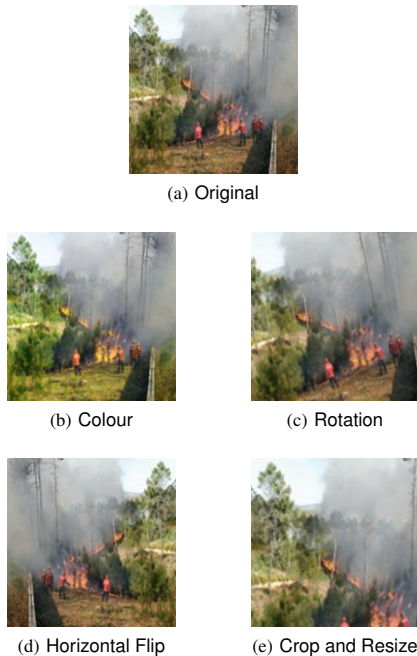 (a) Original
(b) Colour
(c) Rotation
(d) Horizontal Flip
(e) Crop and Resize